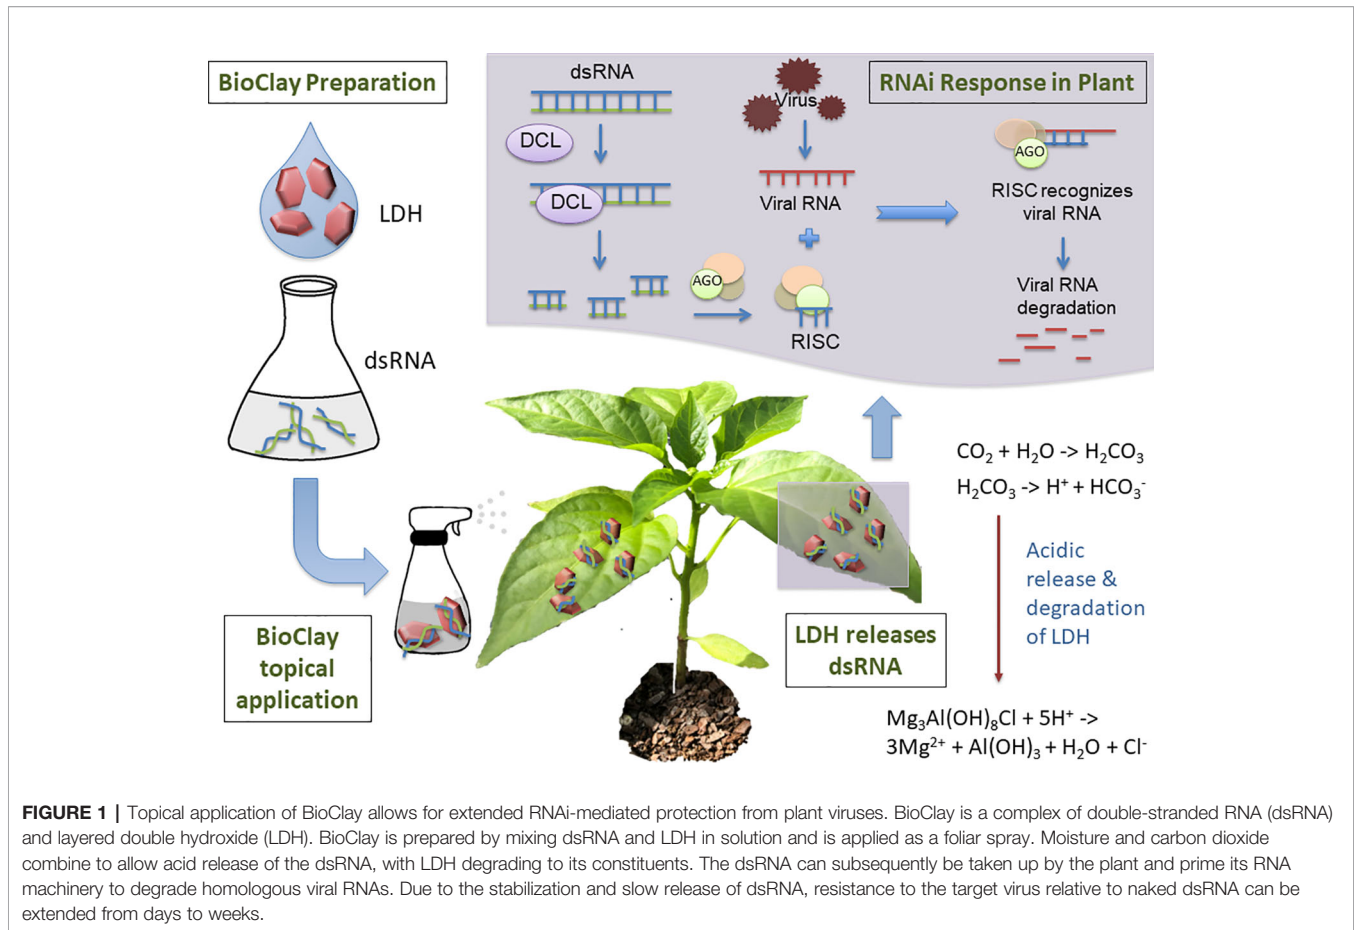 BioClay Preparation
LDH
dsRNA
BioClay
topical
application
dsRNA
DCL
DCL
AGO
Virus
Viral RNA
RISC
RNAi Response in Plant
AGO
RISC recognizes
viral RNA
Viral RNA
degradation
LDH releases
dsRNA
CO₂ + H₂O -> H₂CO₃
H₂CO₃ -> H⁺ + HCO₃⁻
Acidic
release &
degradation
of LDH
Mg₃Al(OH)₈Cl + 5H⁺ ->
3Mg²⁺ + Al(OH)₃ + H₂O + Cl⁻
FIGURE 1 | Topical application of BioClay allows for extended RNAi-mediated protection from plant viruses. BioClay is a complex of double-stranded RNA (dsRNA)
and layered double hydroxide (LDH). BioClay is prepared by mixing dsRNA and LDH in solution and is applied as a foliar spray. Moisture and carbon dioxide
combine to allow acid release of the dsRNA, with LDH degrading to its constituents. The dsRNA can subsequently be taken up by the plant and prime its RNA
machinery to degrade homologous viral RNAs. Due to the stabilization and slow release of dsRNA, resistance to the target virus relative to naked dsRNA can be
extended from days to weeks.